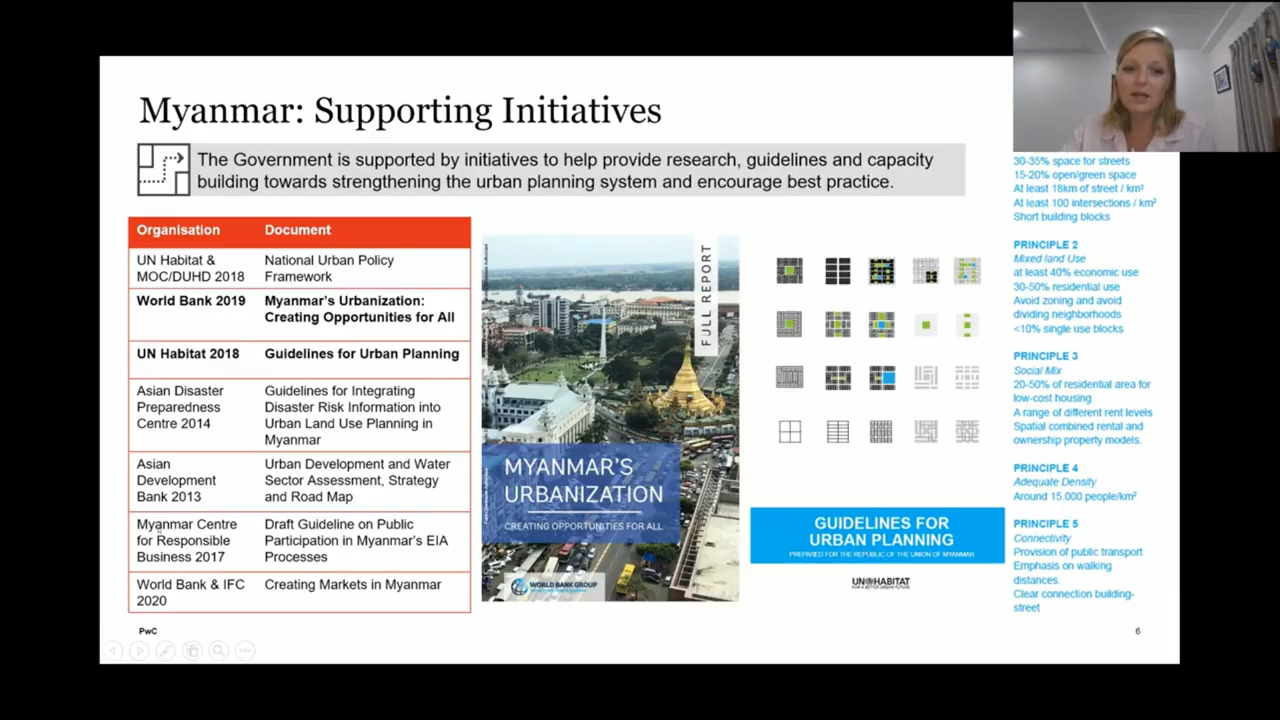 Myanmar: Supporting Initiatives
The Government is supported by initiatives to help provide research, guidelines and capacity
building towards strengthening the urban planning system and encourage best practice.
Organisation Document
UN Habitat & National Urban Policy
MOC/DUHD 2018 Framework
World Bank 2019 Myanmar's Urbanization:
Creating Opportunities for All
UN Habitat 2018 Guidelines for Urban Planning
Asian Disaster Guidelines for Integrating
Preparedness Disaster Risk Information into
Centre 2014 Urban Land Use Planning in
Myanmar
Asian Urban Development and Water
Development Sector Assessment, Strategy
Bank 2013 and Road Map
Myanmar Centre Draft Guideline on Public
for Responsible Participation in Myanmar's EIA
Business 2017 Processes
World Bank & IFC Creating Markets in Myanmar
2020
FULL REPORT
MYANMAR'S
URBANIZATION
CREATING OPPORTUNITIES FOR ALL
WORLD BANK GROUP
GUIDELINES FOR
URBAN PLANNING
PREPARED FOR THE REPUBLIC OF THE UNION OF MYANMAR
UN HABITAT
FOR A BETTER URBAN FUTURE
30-35% space for streets
15-20% open/green space
At least 18km of street / km²
At least 100 intersections / km²
Short building blocks
PRINCIPLE 2
Mixed land Use
at least 40% economic use
30-50% residential use
Avoid zoning and avoid
dividing neighborhoods
<10% single use blocks
PRINCIPLE 3
Social Mix
20-50% of residential area for
low-cost housing
A range of different rent levels
Spatial combined rental and
ownership property models.
PRINCIPLE 4
Adequate Density
Around 15.000 people/km²
PRINCIPLE 5
Connectivity
Provision of public transport
Emphasis on walking
distances.
Clear connection building-
street
PwC
6